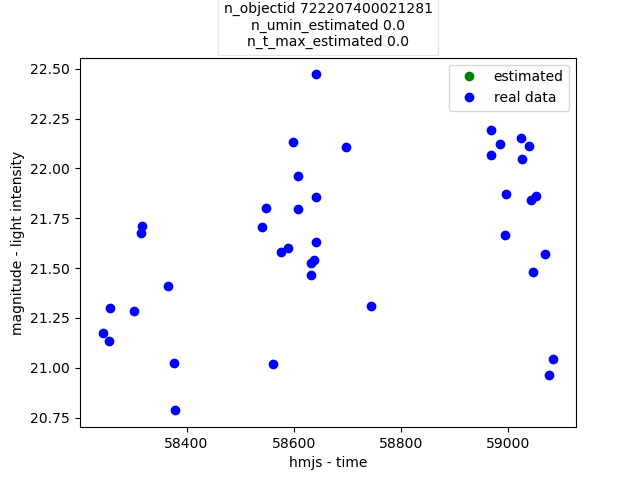 n_objectid 722207400021281
n_umin_estimated 0.0
n_t_max_estimated 0.0
estimated
real data
22.50
22.25
22.00
21.75
21.50
21.25
21.00
20.75
magnitude - light intensity
58400
58600
58800
59000
hmjs - time